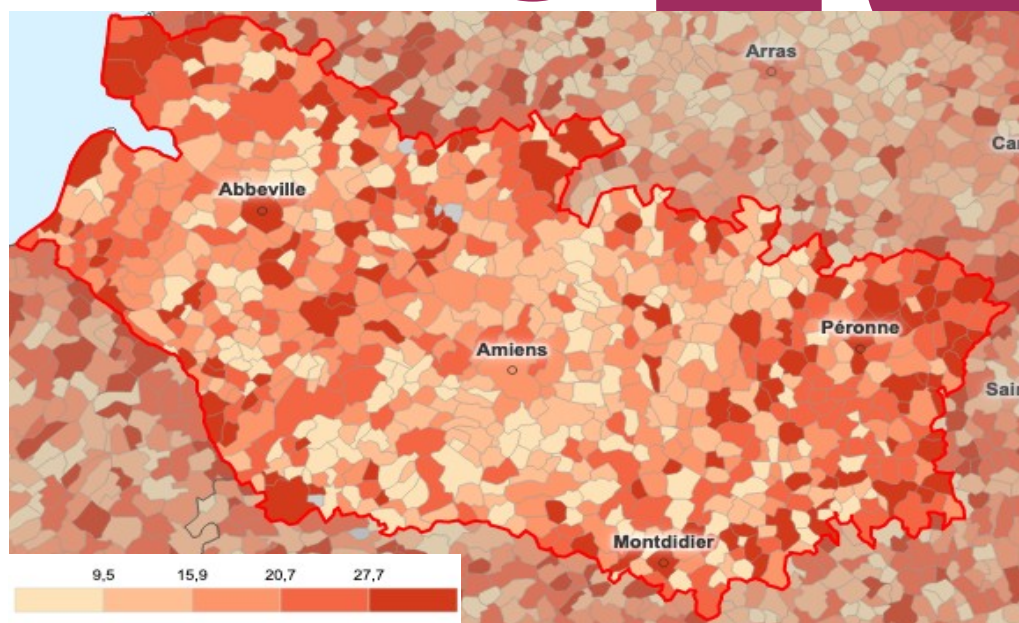 Arras
Ca
Abbeville
Péronne
Amiens
Sain
Montdidier
9,5 15,9 20,7 27,7